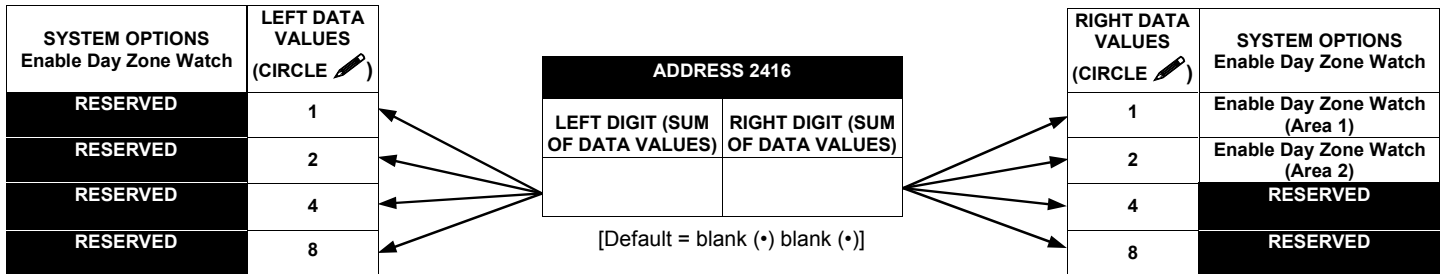 SYSTEM OPTIONS
Enable Day Zone Watch
LEFT DATA
VALUES
(CIRCLE )
RESERVED
1
RESERVED
2
RESERVED
4
RESERVED
8
ADDRESS 2416
LEFT DIGIT (SUM
OF DATA VALUES)
RIGHT DIGIT (SUM
OF DATA VALUES)
[Default = blank (•) blank (•)]
RIGHT DATA
VALUES
(CIRCLE )
SYSTEM OPTIONS
Enable Day Zone Watch
1
Enable Day Zone Watch
(Area 1)
2
Enable Day Zone Watch
(Area 2)
4
RESERVED
8
RESERVED